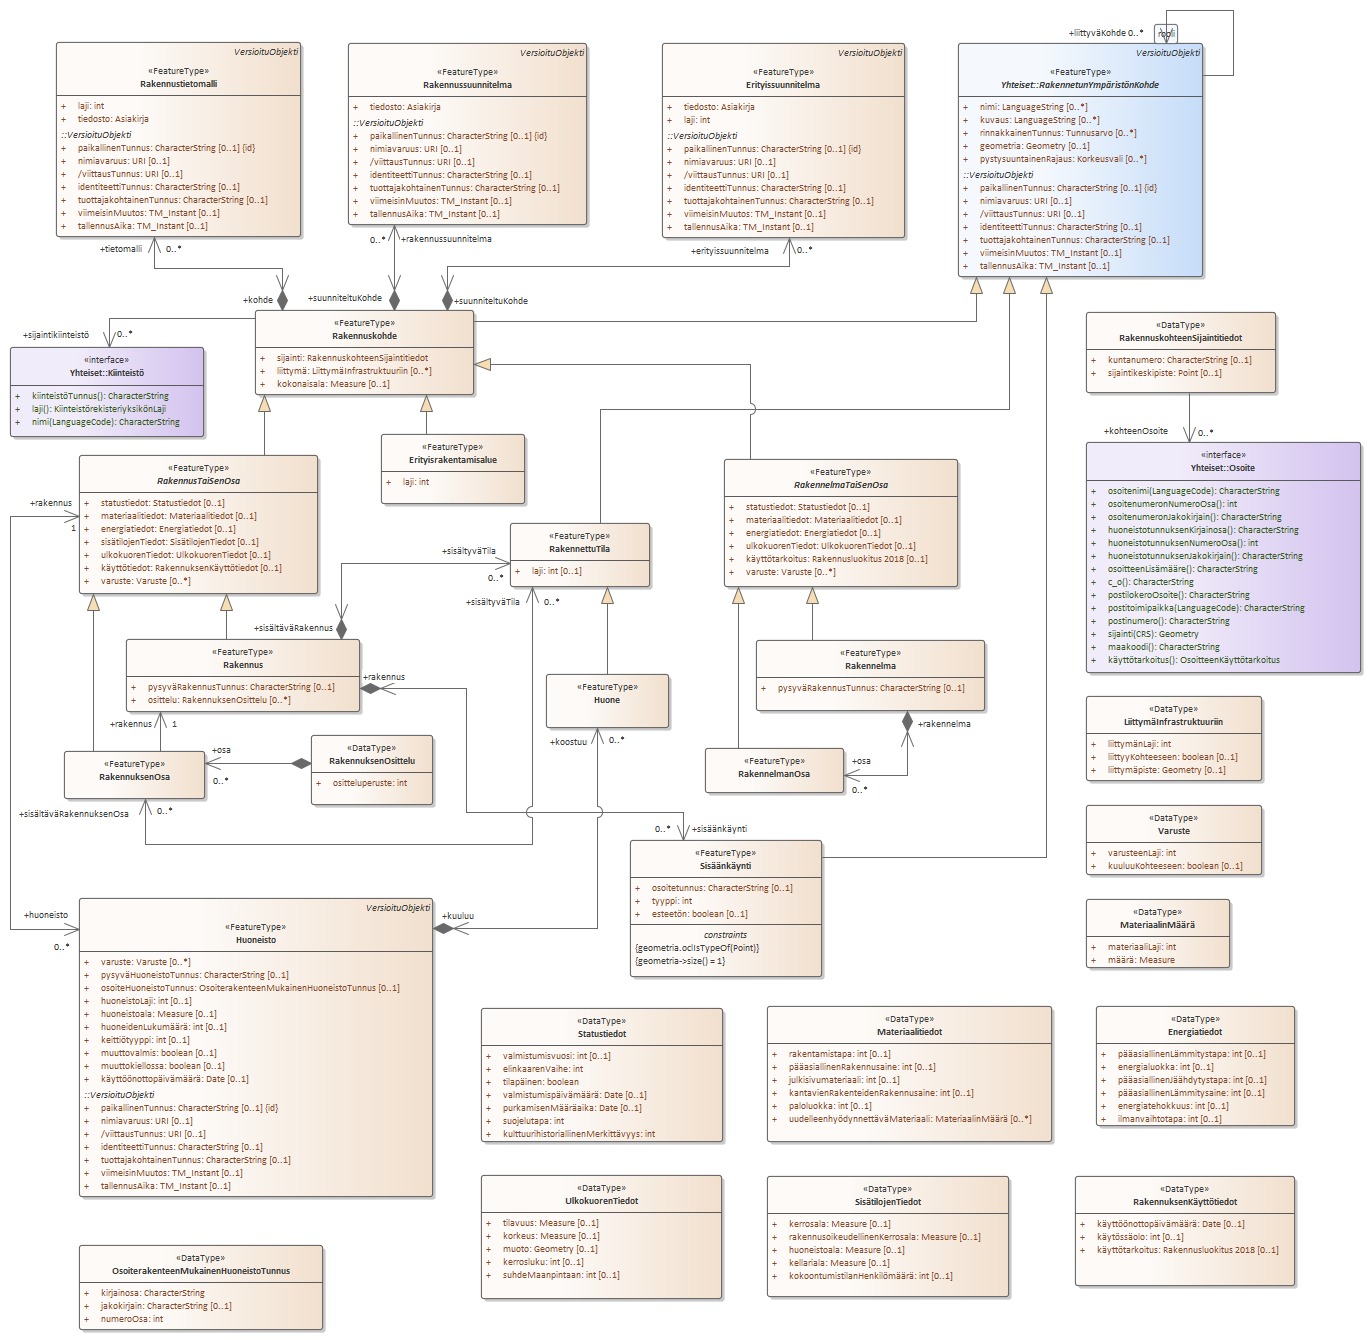 VersioituObjekti
«FeatureType»
Rakennustietomalli
+ laji: int
+ tiedosto: Asiakirja
::VersioituObjekti
+ paikallinenTunnus: CharacterString [0..1] {id}
+ nimiavaruus: URI [0..1]
+ /viittausTunnus: URI [0..1]
+ identiteettiTunnus: CharacterString [0..1]
+ tuottajakohtainenTunnus: CharacterString [0..1]
+ viimeisinMuutos: TM_Instant [0..1]
+ tallennusAika: TM_Instant [0..1]
VersioituObjekti
«FeatureType»
Rakennussuunnitelma
+ tiedosto: Asiakirja
::VersioituObjekti
+ paikallinenTunnus: CharacterString [0..1] {id}
+ nimiavaruus: URI [0..1]
+ /viittausTunnus: URI [0..1]
+ identiteettiTunnus: CharacterString [0..1]
+ tuottajakohtainenTunnus: CharacterString [0..1]
+ viimeisinMuutos: TM_Instant [0..1]
+ tallennusAika: TM_Instant [0..1]
VersioituObjekti
«FeatureType»
Erityissuunnitelma
+ tiedosto: Asiakirja
+ laji: int
::VersioituObjekti
+ paikallinenTunnus: CharacterString [0..1] {id}
+ nimiavaruus: URI [0..1]
+ /viittausTunnus: URI [0..1]
+ identiteettiTunnus: CharacterString [0..1]
+ tuottajakohtainenTunnus: CharacterString [0..1]
+ viimeisinMuutos: TM_Instant [0..1]
+ tallennusAika: TM_Instant [0..1]
+liittyväKohde 0..*
rooli
VersioituObjekti
«FeatureType»
Yhteiset::RakennetunYmpäristönKohde
+ nimi: LanguageString [0..*]
+ kuvaus: LanguageString [0..*]
+ rinnakkainenTunnus: Tunnusarvo [0..*]
+ geometria: Geometry [0..1]
+ pystysuuntainenRajaus: Korkeusvali [0..*]
::VersioituObjekti
+ paikallinenTunnus: CharacterString [0..1] {id}
+ nimiavaruus: URI [0..1]
+ /viittausTunnus: URI [0..1]
+ identiteettiTunnus: CharacterString [0..1]
+ tuottajakohtainenTunnus: CharacterString [0..1]
+ viimeisinMuutos: TM_Instant [0..1]
+ tallennusAika: TM_Instant [0..1]
+tietomalli 0..*
+kohde
0..* +rakennussuunnitelma
+suunniteltuKohde
+erityissuunnitelma 0..*
+suunniteltuKohde
+sijaintikiinteistö 0..*
«FeatureType»
Rakennuskohde
+ sijainti: RakennuskohteenSijaintitiedot
+ liittymä: LiittymäInfrastruktuuriin [0..*]
+ kokonaisala: Measure [0..1]
«interface»
Yhteiset::Kiinteistö
+ kiinteistöTunnus(): CharacterString
+ laji(): KiinteistörekisteriyksikönLaji
+ nimi(LanguageCode): CharacterString
«DataType»
RakennuskohteenSijaintitiedot
+ kuntanumero: CharacterString [0..1]
+ sijaintikeskipiste: Point [0..1]
+kohteenOsoite 0..*
«interface»
Yhteiset::Osoite
+ osoitenimi(LanguageCode): CharacterString
+ osoitenumeronNumeroOsa(): int
+ osoitenumeronJakokirjain(): CharacterString
+ huoneistotunnuksenKirjainosa(): CharacterString
+ huoneistotunnuksenNumeroOsa(): int
+ huoneistotunnuksenJakokirjain(): CharacterString
+ osoitteenLisämääre(): CharacterString
+ c_o(): CharacterString
+ postilokeroOsoite(): CharacterString
+ postitoimipaikka(LanguageCode): CharacterString
+ postinumero(): CharacterString
+ sijainti(CRS): Geometry
+ maakoodi(): CharacterString
+ käyttötarkoitus(): OsoitteenKäyttötarkoitus
«FeatureType»
Erityisrakentamisalue
+ laji: int
«FeatureType»
RakennusTaiSenOsa
+ statustiedot: Statustiedot [0..1]
+ materiaalitiedot: Materiaalitiedot [0..1]
+ energiatiedot: Energiatiedot [0..1]
+ sisätilojenTiedot: SisätilojenTiedot [0..1]
+ ulkokuorenTiedot: UlkokuorenTiedot [0..1]
+ käyttötiedot: RakennuksenKäyttötiedot [0..1]
+ varuste: Varuste [0..*]
+rakennus
1
«FeatureType»
RakennelmaTaiSenOsa
+ statustiedot: Statustiedot [0..1]
+ materiaalitiedot: Materiaalitiedot [0..1]
+ energiatiedot: Energiatiedot [0..1]
+ ulkokuorenTiedot: UlkokuorenTiedot [0..1]
+ käyttötarkoitus: Rakennusluokitus 2018 [0..1]
+ varuste: Varuste [0..*]
«FeatureType»
RakennettuTila
+ laji: int [0..1]
+sisältyväTila
0..*
+sisältyväTila 0..*
+sisältäväRakennus
«FeatureType»
Rakennus
+ pysyväRakennusTunnus: CharacterString [0..1]
+ osittelu: RakennuksenOsittelu [0..*]
+rakennus
«FeatureType»
Huone
«FeatureType»
Rakennelma
+ pysyväRakennusTunnus: CharacterString [0..1]
+rakennus 1
+rakennelma
+koostuu 0..*
«FeatureType»
RakennuksenOsa
+osa
0..*
«DataType»
RakennuksenOsittelu
+ ositteluperuste: int
«FeatureType»
RakennelmanOsa
+osa
0..*
+sisältäväRakennuksenOsa 0..*
0..* +sisäänkäynti
«FeatureType»
Sisäänkäynti
+ osoitetunnus: CharacterString [0..1]
+ tyyppi: int
+ esteetön: boolean [0..1]
constraints
{geometria.oclIsTypeOf(Point)}
{geometria->size() = 1}
«DataType»
LiittymäInfrastruktuuriin
+ liittymänLaji: int
+ liittyyKohteeseen: boolean [0..1]
+ liittymäpiste: Geometry [0..1]
«DataType»
Varuste
+ varusteenLaji: int
+ kuuluuKohteeseen: boolean [0..1]
«DataType»
MateriaalinMäärä
+ materiaaliLaji: int
+ määrä: Measure
+huoneisto
0..*
+kuuluu
VersioituObjekti
«FeatureType»
Huoneisto
+ varuste: Varuste [0..*]
+ pysyväHuoneistoTunnus: CharacterString [0..1]
+ osoiteHuoneistoTunnus: OsoiterakenteenMukainenHuoneistoTunnus [0..1]
+ huoneistoLaji: int [0..1]
+ huoneistoala: Measure [0..1]
+ huoneidenLukumäärä: int [0..1]
+ keittiötyyppi: int [0..1]
+ muuttovalmis: boolean [0..1]
+ muuttokiellossa: boolean [0..1]
+ käyttöönottopäivämäärä: Date [0..1]
::VersioituObjekti
+ paikallinenTunnus: CharacterString [0..1] {id}
+ nimiavaruus: URI [0..1]
+ /viittausTunnus: URI [0..1]
+ identiteettiTunnus: CharacterString [0..1]
+ tuottajakohtainenTunnus: CharacterString [0..1]
+ viimeisinMuutos: TM_Instant [0..1]
+ tallennusAika: TM_Instant [0..1]
«DataType»
Statustiedot
+ valmistumisvuosi: int [0..1]
+ elinkaarenVaihe: int
+ tilapäinen: boolean
+ valmistumispäivämäärä: Date [0..1]
+ purkamisenMääräaika: Date [0..1]
+ suojelutapa: int
+ kulttuurihistoriallinenMerkittävyys: int
«DataType»
Materiaalitiedot
+ rakentamistapa: int [0..1]
+ pääasiallinenRakennusaine: int [0..1]
+ julkisivumateriaali: int [0..1]
+ kantavienRakenteidenRakennusaine: int [0..1]
+ paloluokka: int [0..1]
+ uudelleenhyödynnettäväMateriaali: MateriaalinMäärä [0..*]
«DataType»
Energiatiedot
+ pääasiallinenLämmitystapa: int [0..1]
+ energialuokka: int [0..1]
+ pääasiallinenJäähdytystapa: int [0..1]
+ pääasiallinenLämmitysaine: int [0..1]
+ energiatehokkuus: int [0..1]
+ ilmanvaihtotapa: int [0..1]
«DataType»
UlkokuorenTiedot
+ tilavuus: Measure [0..1]
+ korkeus: Measure [0..1]
+ muoto: Geometry [0..1]
+ kerrosluku: int [0..1]
+ suhdeMaanpintaan: int [0..1]
«DataType»
SisätilojenTiedot
+ kerrosala: Measure [0..1]
+ rakennusoikeudellinenKerrosala: Measure [0..1]
+ huoneistoala: Measure [0..1]
+ kellariala: Measure [0..1]
+ kokoontumistilanHenkilömäärä: int [0..1]
«DataType»
RakennuksenKäyttötiedot
+ käyttöönottopäivämäärä: Date [0..1]
+ käytössäolo: int [0..1]
+ käyttötarkoitus: Rakennusluokitus 2018 [0..1]
«DataType»
OsoiterakenteenMukainenHuoneistoTunnus
+ kirjainosa: CharacterString
+ jakokirjain: CharacterString [0..1]
+ numeroOsa: int